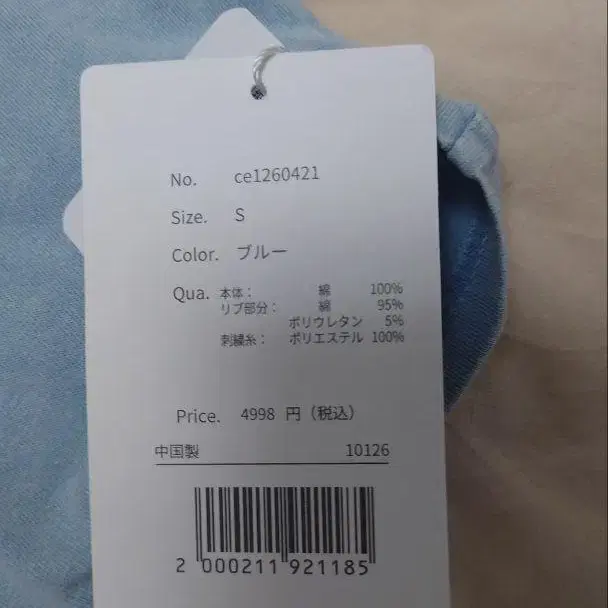 No. ce1260421
Size. S
Color. ブルー
Qua. 本体： 綿 100%
リブ部分： 綿 95%
ポリウレタン 5%
刺繍糸： ポリエステル 100%
Price. 4998 円（税込）
中国製 10126
2 000211 921185